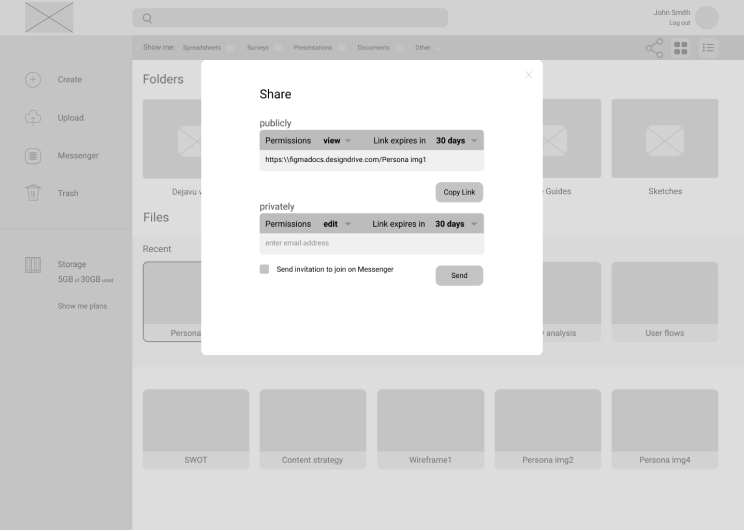 John Smith
Log out
Show me: Spreadsheets Surveys Presentations Documents Other
Create
Upload
Messenger
Trash
Storage
5GB of 30GB used
Show me plans
Folders
Dejavu
Guides
Sketches
Files
Recent
Persona
analysis
User flows
SWOT
Content strategy
Wireframe1
Persona img2
Persona img4
Share
publicly
Permissions view Link expires in 30 days
https:\\figmadocs.designdrive.com/Persona img1
Copy Link
privately
Permissions edit Link expires in 30 days
enter email address
Send invitation to join on Messenger
Send